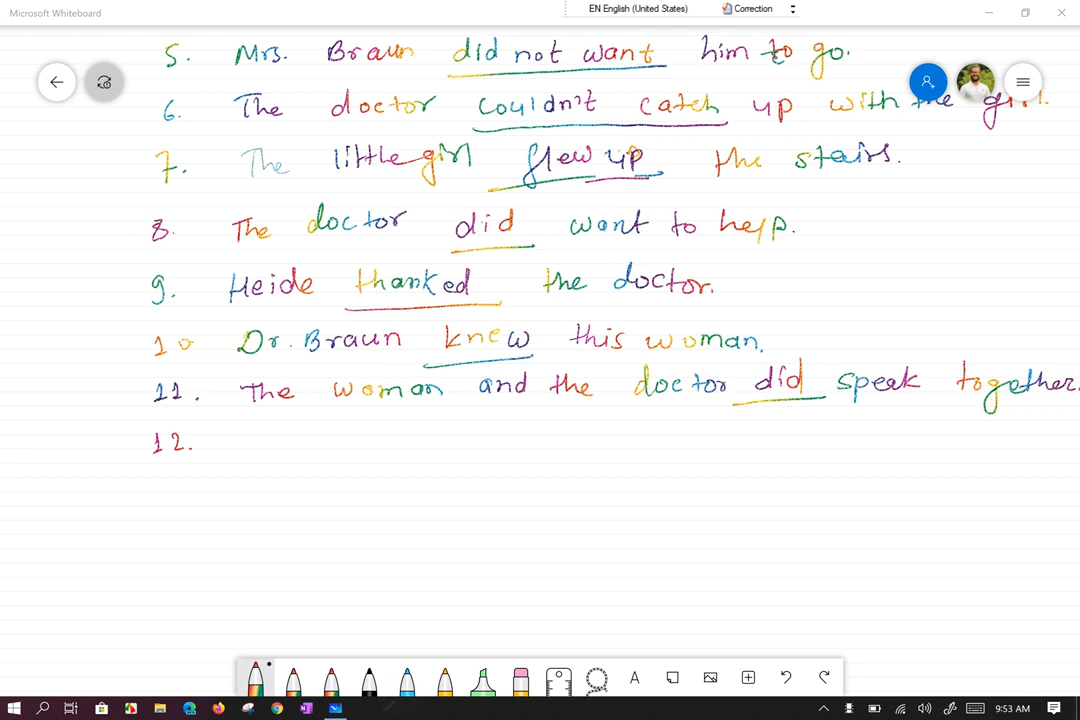 Microsoft Whiteboard
EN English (United States) Correction
5. Mrs. Braun did not want him to go.
6. The doctor couldn't catch up with the girl.
7. The little girl flew up the stairs.
8. The doctor did want to help.
9. Heide thanked the doctor.
10 Dr. Braun knew this woman.
11. The woman and the doctor did speak together.
12.
A
9:53 AM